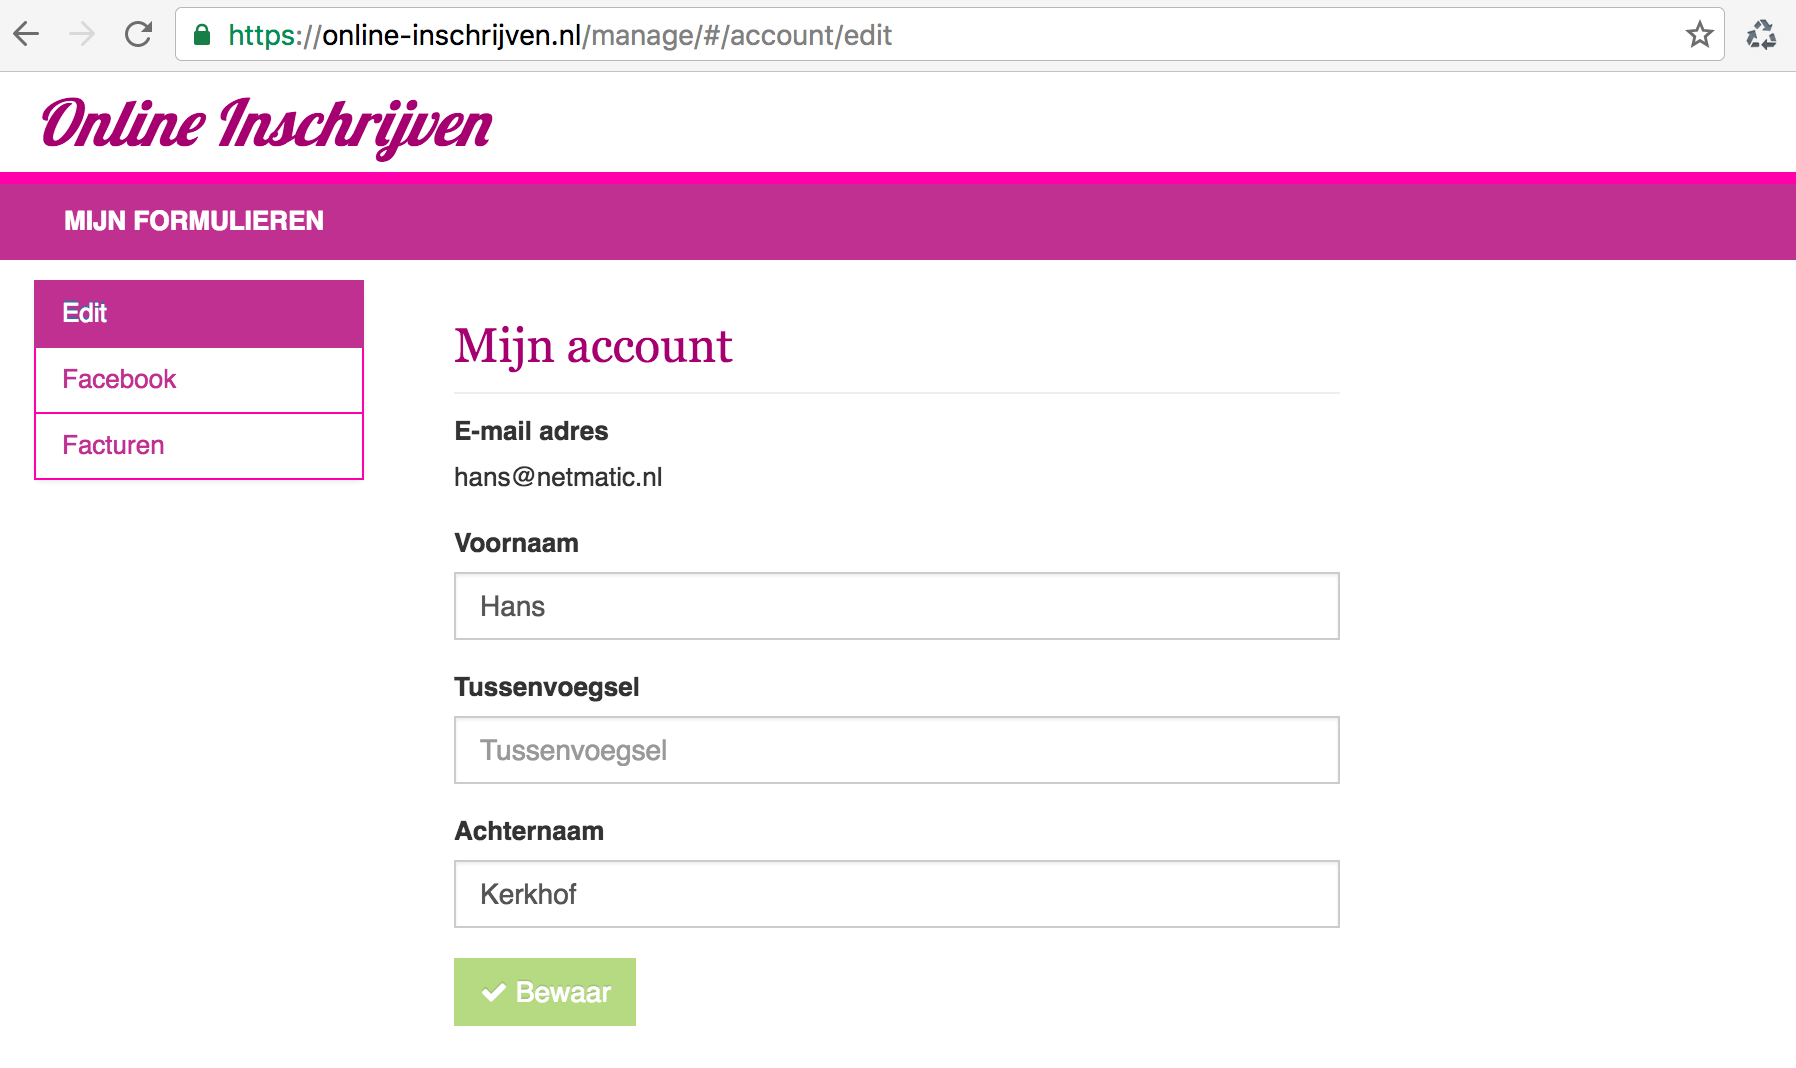 https://online-inschrijven.nl/manage/#/account/edit
Online Inschrijven
MIJN FORMULIEREN
Edit
Facebook
Facturen
Mijn account
E-mail adres
hans@netmatic.nl
Voornaam
Hans
Tussenvoegsel
Tussenvoegsel
Achternaam
Kerkhof
Bewaar